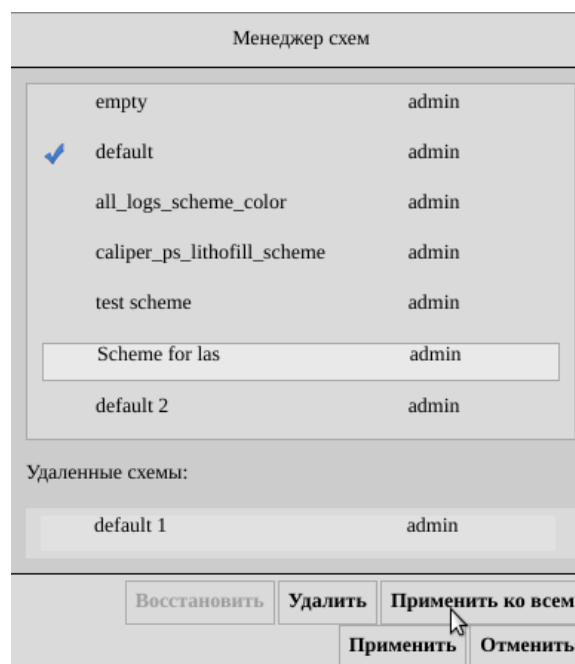 Менеджер схем
empty admin
default admin
all_logs_scheme_color admin
caliper_ps_lithofill_scheme admin
test scheme admin
Scheme for las admin
default 2 admin
Удаленные схемы:
default 1 admin
Восстановить Удалить Применить ко всем
Применить Отменить